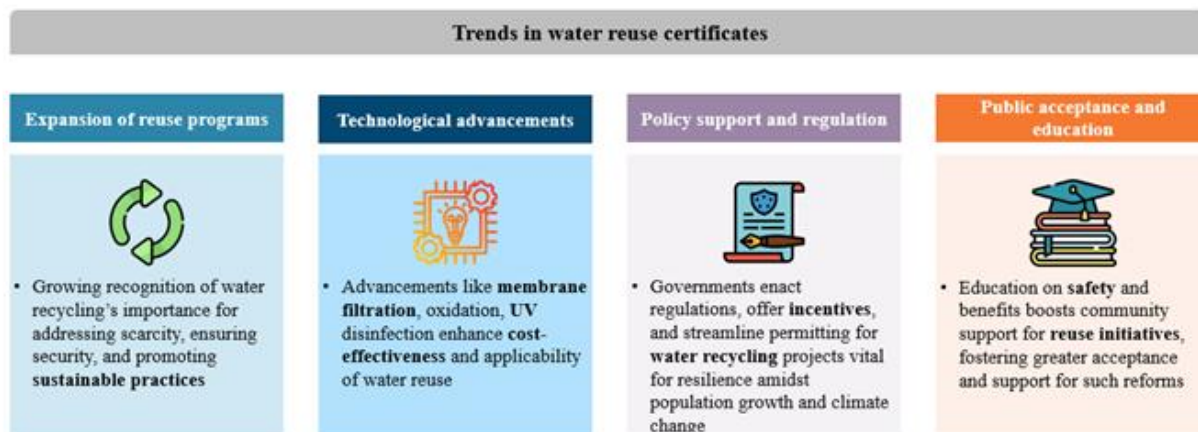 Trends in water reuse certificates
Expansion of reuse programs
• Growing recognition of water
recycling’s importance for
addressing scarcity, ensuring
security, and promoting
sustainable practices
Technological advancements
• Advancements like membrane
filtration, oxidation, UV
disinfection enhance cost-
effectiveness and applicability
of water reuse
Policy support and regulation
• Governments enact
regulations, offer incentives,
and streamline permitting for
water recycling projects vital
for resilience amidst
population growth and climate
change
Public acceptance and
education
• Education on safety and
benefits boosts community
support for reuse initiatives,
fostering greater acceptance
and support for such reforms